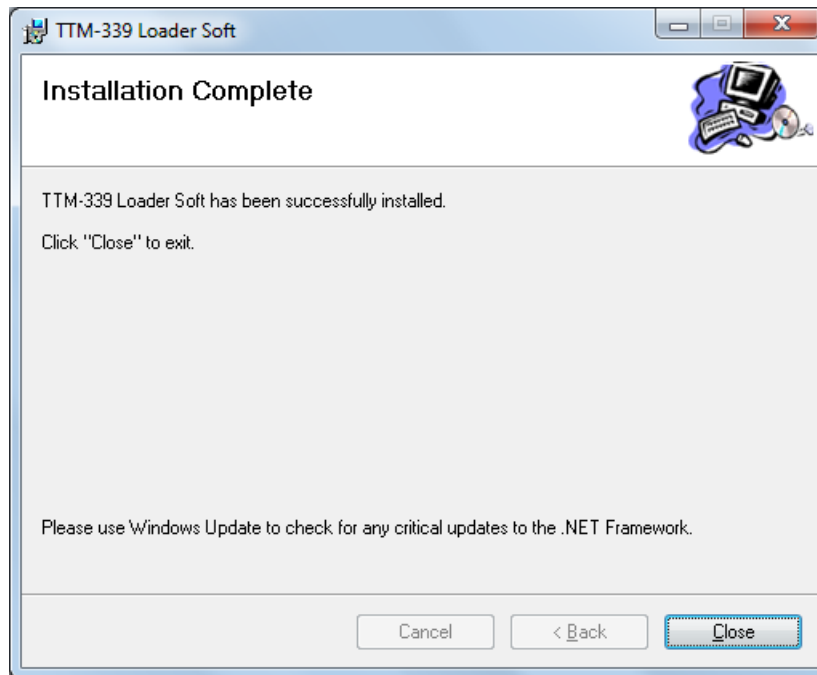 TTM-339 Loader Soft
Installation Complete
TTM-339 Loader Soft has been successfully installed.
Click "Close" to exit.
Please use Windows Update to check for any critical updates to the .NET Framework.
Cancel
< Back
Close